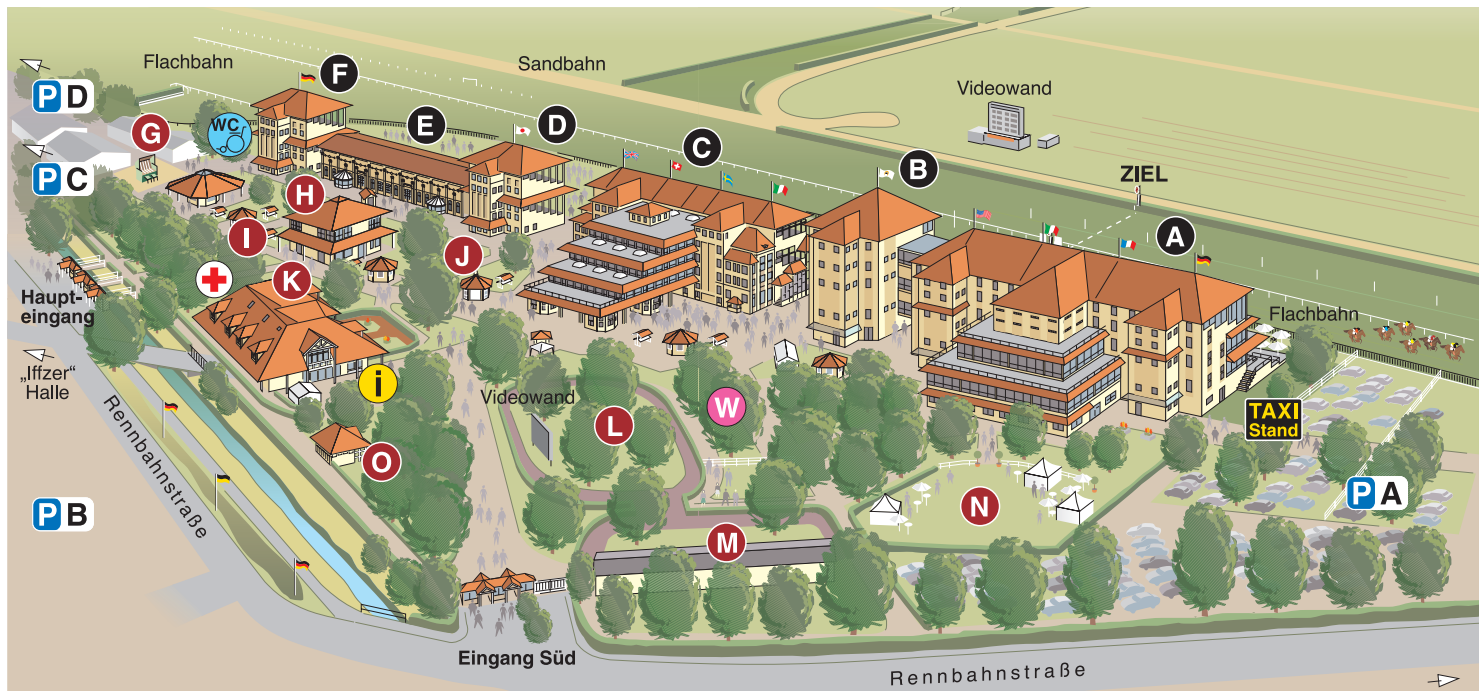 Flachbahn
F
Sandbahn
P D
Videowand
G
WC
E
D
C
B
ZIEL
P C
H
A
I
J
K
Haupt-
eingang
Flachbahn
„Iffzer“
Halle
i
Videowand
L
W
TAXI
Stand
Rennbahnstraße
O
P B
P A
N
M
Eingang Süd
Rennbahnstraße